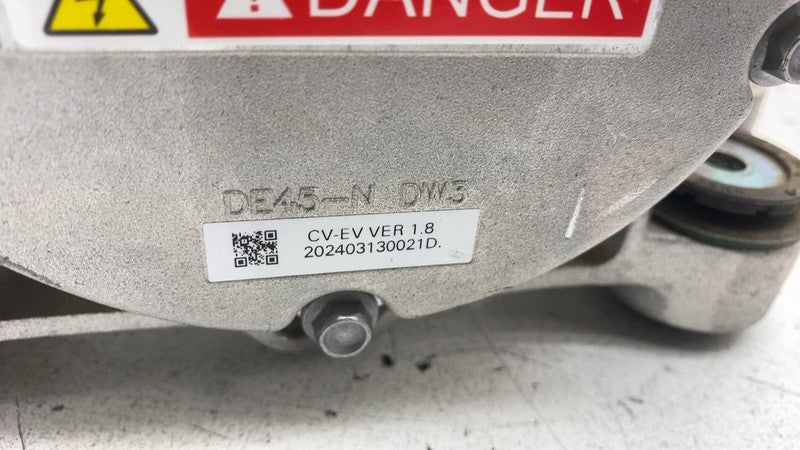 DANGER
DE45-N DW3
CV-EV VER 1.8
202403130021D.